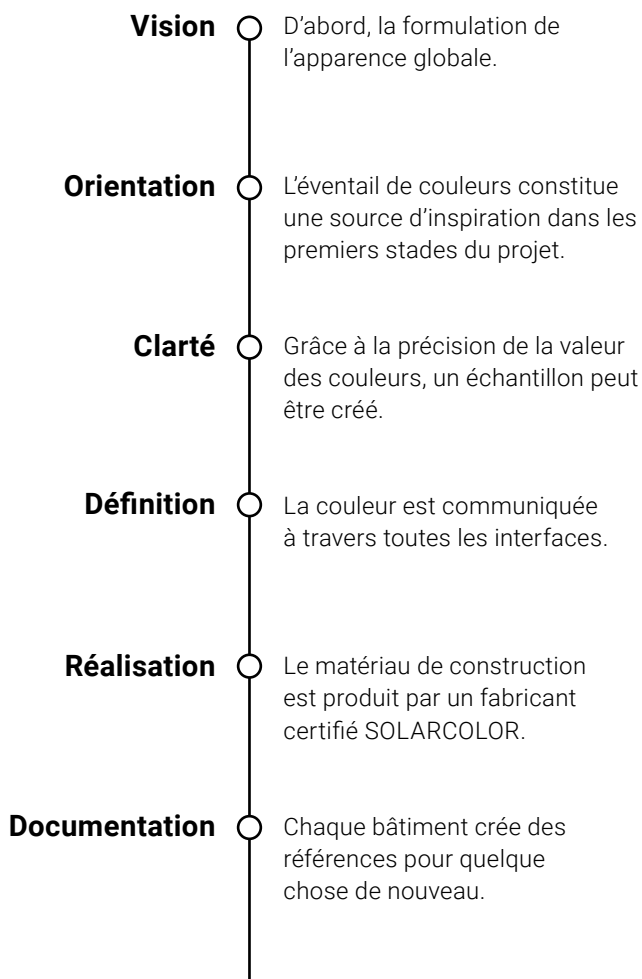 Vision
D'abord, la formulation de
l'apparence globale.
Orientation
L'éventail de couleurs constitue
une source d'inspiration dans les
premiers stades du projet.
Clarté
Grâce à la précision de la valeur
des couleurs, un échantillon peut
être créé.
Définition
La couleur est communiquée
à travers toutes les interfaces.
Réalisation
Le matériau de construction
est produit par un fabricant
certifié SOLARCOLOR.
Documentation
Chaque bâtiment crée des
références pour quelque
chose de nouveau.